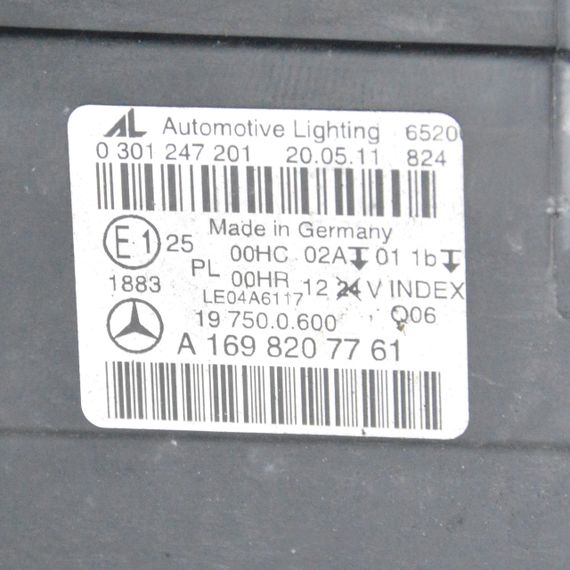 AL Automotive Lighting 6520
0 301 247 201 20.05.11 824
Made in Germany
E1 25 00HC 02A 01 1b
PL 00HR 12 24 V INDEX
1883 LE04A6117
19 750.0.600 Q06
A 169 820 77 61